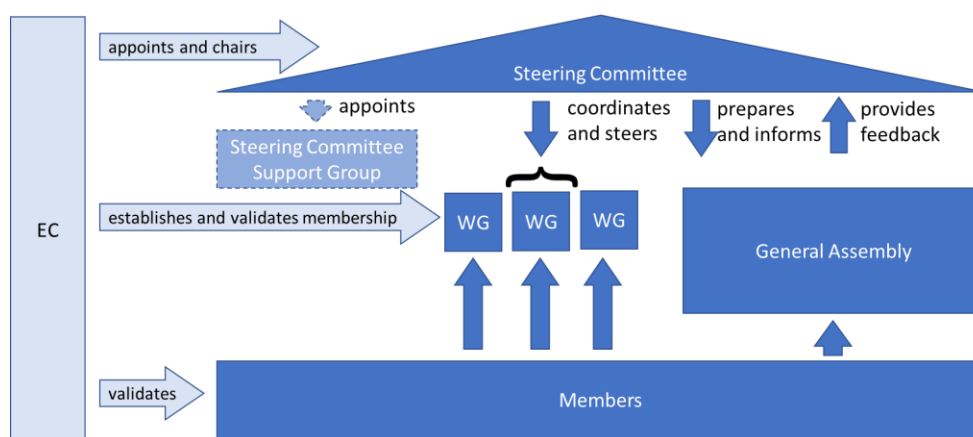 appoints and chairs
Steering Committee
appoints
coordinates
and steers
prepares
and informs
provides
feedback
Steering Committee
Support Group
establishes and validates membership
WG
WG
WG
EC
General Assembly
validates
Members